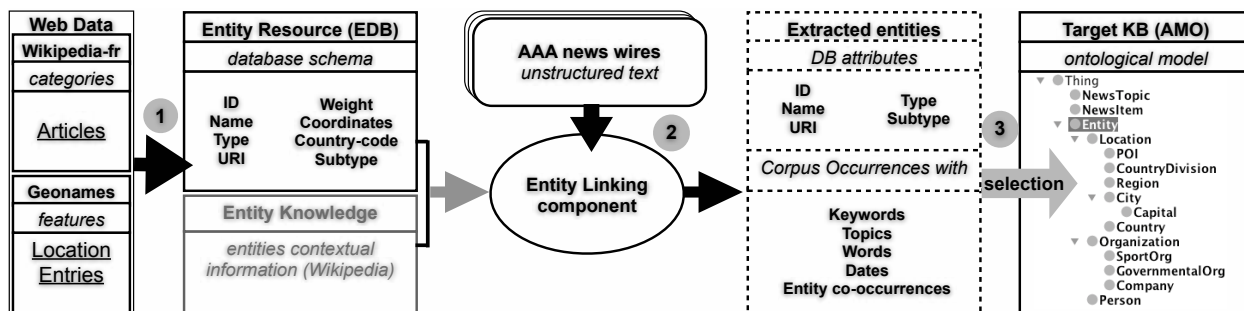 Web Data
Wikipedia-fr
categories
Articles
Geonames
features
Location
Entries
1
Entity Resource (EDB)
database schema
ID
Name
Type
URI
Weight
Coordinates
Country-code
Subtype
Entity Knowledge
entities contextual
information (Wikipedia)
AAA news wires
unstructured text
2
Entity Linking
component
Extracted entities
DB attributes
ID
Name
URI
Type
Subtype
Corpus Occurrences with
Keywords
Topics
Words
Dates
Entity co-occurrences
3
selection
Target KB (AMO)
ontological model
Thing
NewsTopic
NewsItem
Entity
Location
POI
CountryDivision
Region
City
Capital
Country
Organization
SportOrg
GovernmentalOrg
Company
Person